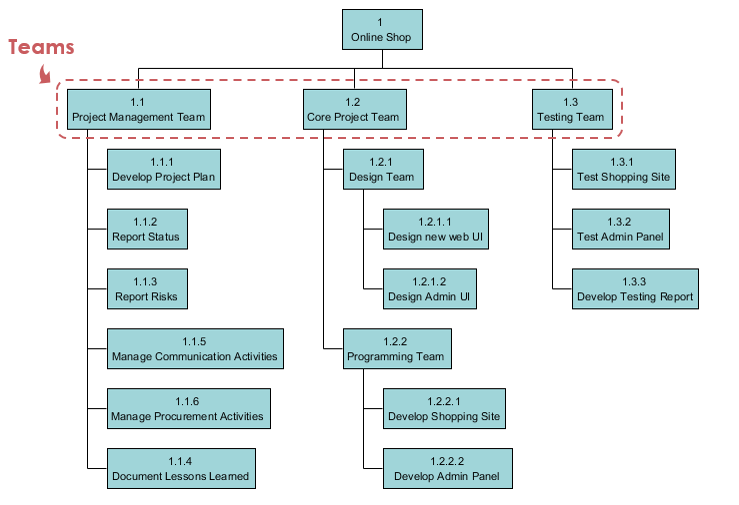 1
Online Shop
Teams
1.1
Project Management Team
1.2
Core Project Team
1.3
Testing Team
1.1.1
Develop Project Plan
1.1.2
Report Status
1.1.3
Report Risks
1.1.5
Manage Communication Activities
1.1.6
Manage Procurement Activities
1.1.4
Document Lessons Learned
1.2.1
Design Team
1.2.1.1
Design new web UI
1.2.1.2
Design Admin UI
1.2.2
Programming Team
1.2.2.1
Develop Shopping Site
1.2.2.2
Develop Admin Panel
1.3.1
Test Shopping Site
1.3.2
Test Admin Panel
1.3.3
Develop Testing Report